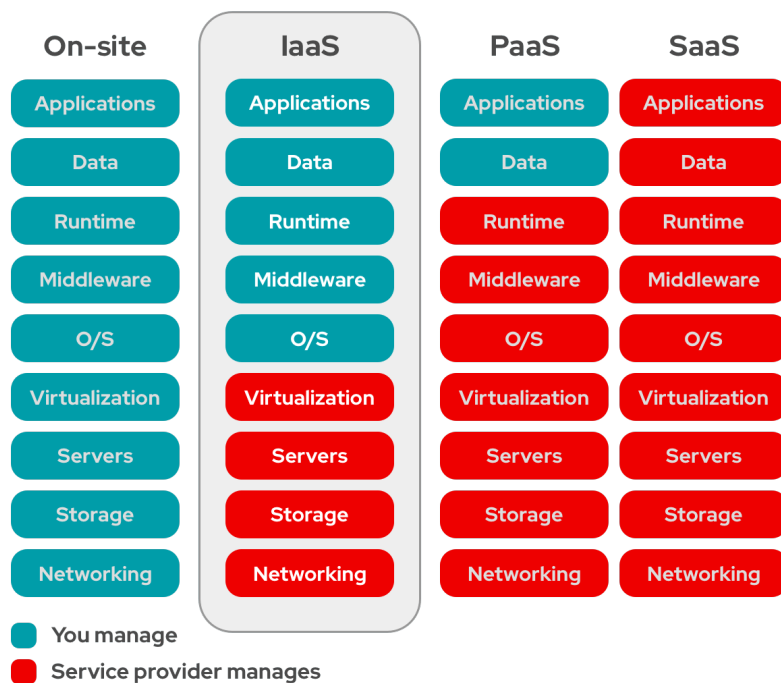 On-site IaaS PaaS SaaS
Applications Applications Applications Applications
Data Data Data Data
Runtime Runtime Runtime Runtime
Middleware Middleware Middleware Middleware
O/S O/S O/S O/S
Virtualization Virtualization Virtualization Virtualization
Servers Servers Servers Servers
Storage Storage Storage Storage
Networking Networking Networking Networking
You manage
Service provider manages